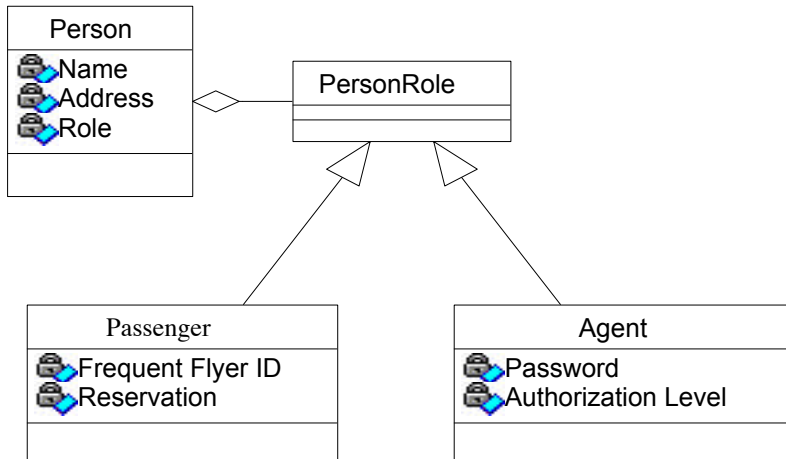 Person
Name
Address
Role
PersonRole
Passenger
Frequent Flyer ID
Reservation
Agent
Password
Authorization Level